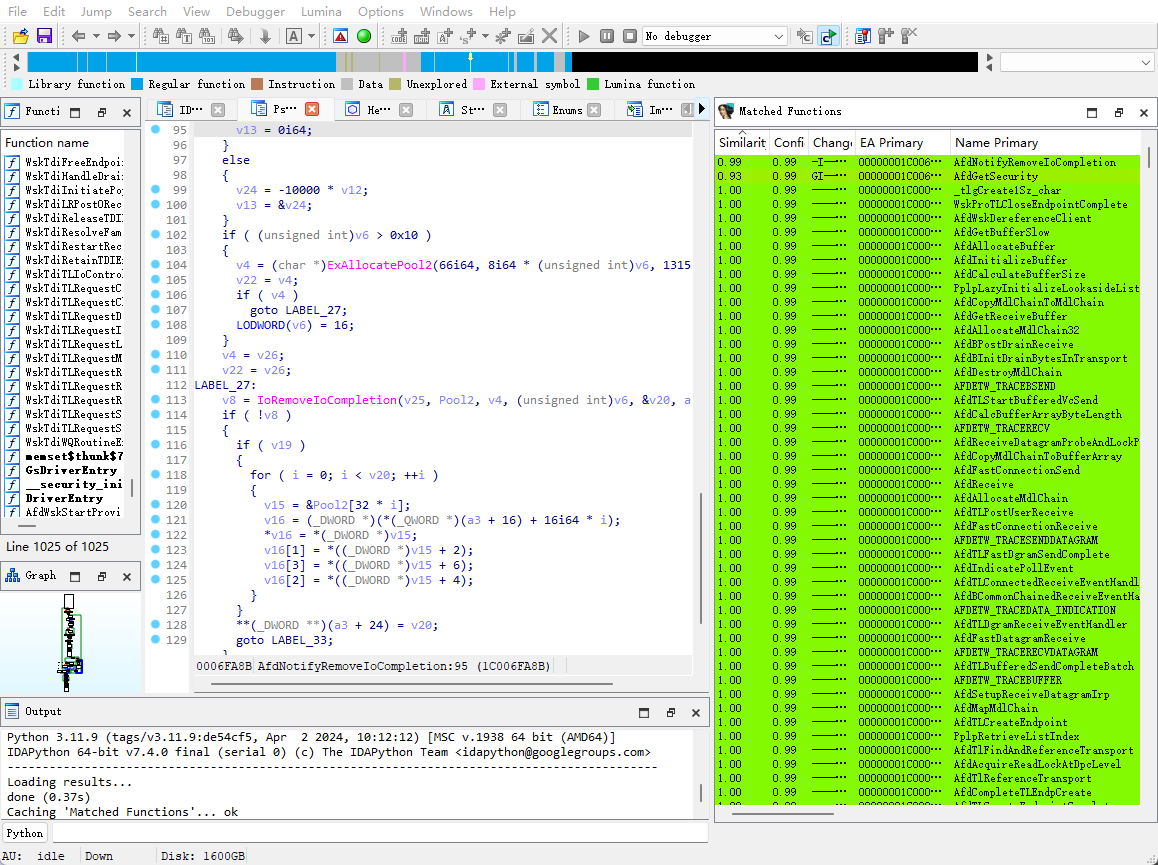 File Edit Jump Search View Debugger Lumina Options Windows Help
No debugger
Library function Regular function Instruction Data Unexplored External symbol Lumina function
Functi
Function name
WskTdiFreeEndpoi
WskTdiHandleDrai
WskTdiInitiatePo
WskTdiLRPostORec
WskTdiReleaseTDI
WskTdiResolveFam
WskTdiRestartRec
WskTdiRetainTDIE
WskTdiTLIoContro
WskTdiTLRequestC
WskTdiTLRequestCl
WskTdiTLRequestD
WskTdiTLRequestI
WskTdiTLRequestL
WskTdiTLRequestM
WskTdiTLRequestR
WskTdiTLRequestR
WskTdiTLRequestR
WskTdiTLRequestS
WskTdiTLRequestS
WskTdiWQRoutineE
memset$thunk$7
GsDriverEntry
__security_ini
DriverEntry
AfdWskStartProvi
Line 1025 of 1025
Graph
ID··· Ps··· He··· St··· Enums Im···
95 v13 = 0i64;
96 }
97 else
98 {
99 v24 = -10000 * v12;
100 v13 = &v24;
101 }
102 if ( (unsigned int)v6 > 0x10 )
103 {
104 v4 = (char *)ExAllocatePool2(66i64, 8i64 * (unsigned int)v6, 1315
105 v22 = v4;
106 if ( v4 )
107 goto LABEL_27;
108 LODWORD(v6) = 16;
109 }
110 v4 = v26;
111 v22 = v26;
112 LABEL_27:
113 v8 = IoRemoveIoCompletion(v25, Pool2, v4, (unsigned int)v6, &v20, a
114 if ( !v8 )
115 {
116 if ( v19 )
117 {
118 for ( i = 0; i < v20; ++i )
119 {
120 v15 = &Pool2[32 * i];
121 v16 = (_DWORD *)(*(_QWORD *)(a3 + 16) + 16i64 * i);
122 *v16 = *(_DWORD *)v15;
123 v16[1] = *((_DWORD *)v15 + 2);
124 v16[3] = *((_DWORD *)v15 + 6);
125 v16[2] = *((_DWORD *)v15 + 4);
126 }
127 }
128 **(_DWORD **)(a3 + 24) = v20;
129 goto LABEL_33;
0006FA8B AfdNotifyRemoveIoCompletion:95 (1C006FA8B)
Matched Functions
Similarit Confi Chang EA Primary Name Primary
0.99 0.99 -I--··· 00000001C006··· AfdNotifyRemoveIoCompletion
0.93 0.99 GI--··· 00000001C006··· AfdGetSecurity
1.00 0.99 ----··· 00000001C000··· _tlgCreate1Sz_char
1.00 0.99 ----··· 00000001C000··· WskProTLCloseEndpointComplete
1.00 0.99 ----··· 00000001C000··· AfdWskDereferenceClient
1.00 0.99 ----··· 00000001C000··· AfdGetBufferSlow
1.00 0.99 ----··· 00000001C000··· AfdAllocateBuffer
1.00 0.99 ----··· 00000001C000··· AfdInitializeBuffer
1.00 0.99 ----··· 00000001C000··· AfdCalculateBufferSize
1.00 0.99 ----··· 00000001C000··· PplpLazyInitializeLookasideList
1.00 0.99 ----··· 00000001C000··· AfdCopyMdlChainToMdlChain
1.00 0.99 ----··· 00000001C000··· AfdGetReceiveBuffer
1.00 0.99 ----··· 00000001C000··· AfdAllocateMdlChain32
1.00 0.99 ----··· 00000001C000··· AfdBPostDrainReceive
1.00 0.99 ----··· 00000001C000··· AfdBInitDrainBytesInTransport
1.00 0.99 ----··· 00000001C000··· AfdDestroyMdlChain
1.00 0.99 ----··· 00000001C000··· AFDETW_TRACEBSEND
1.00 0.99 ----··· 00000001C000··· AfdTLStartBufferedVcSend
1.00 0.99 ----··· 00000001C000··· AfdCalcBufferArrayByteLength
1.00 0.99 ----··· 00000001C000··· AFDETW_TRACERECV
1.00 0.99 ----··· 00000001C000··· AfdReceiveDatagramProbeAndLockP
1.00 0.99 ----··· 00000001C000··· AfdCopyMdlChainToBufferArray
1.00 0.99 ----··· 00000001C000··· AfdFastConnectionSend
1.00 0.99 ----··· 00000001C000··· AfdReceive
1.00 0.99 ----··· 00000001C000··· AfdAllocateMdlChain
1.00 0.99 ----··· 00000001C000··· AfdTLPostUserReceive
1.00 0.99 ----··· 00000001C000··· AfdFastConnectionReceive
1.00 0.99 ----··· 00000001C000··· AFDETW_TRACESENDDATAGRAM
1.00 0.99 ----··· 00000001C000··· AfdTLFastDgramSendComplete
1.00 0.99 ----··· 00000001C000··· AfdIndicatePollEvent
1.00 0.99 ----··· 00000001C000··· AfdTLConnectedReceiveEventHandl
1.00 0.99 ----··· 00000001C000··· AfdBCommonChainedReceiveEventHa
1.00 0.99 ----··· 00000001C000··· AFDETW_TRACEDATA_INDICATION
1.00 0.99 ----··· 00000001C000··· AfdTLDgramReceiveEventHandler
1.00 0.99 ----··· 00000001C000··· AfdFastDatagramReceive
1.00 0.99 ----··· 00000001C000··· AFDETW_TRACERECVDATAGRAM
1.00 0.99 ----··· 00000001C000··· AfdTLBufferedSendCompleteBatch
1.00 0.99 ----··· 00000001C000··· AFDETW_TRACEBUFFER
1.00 0.99 ----··· 00000001C000··· AfdSetupReceiveDatagramIrp
1.00 0.99 ----··· 00000001C000··· AfdMapMdlChain
1.00 0.99 ----··· 00000001C000··· AfdTLCreateEndpoint
1.00 0.99 ----··· 00000001C000··· PplpRetrieveListIndex
1.00 0.99 ----··· 00000001C000··· AfdTlFindAndReferenceTransport
1.00 0.99 ----··· 00000001C000··· AfdAcquireReadLockAtDpcLevel
1.00 0.99 ----··· 00000001C000··· AfdTlReferenceTransport
1.00 0.99 ----··· 00000001C000··· AfdCompleteTLEndpCreate
Output
Python 3.11.9 (tags/v3.11.9:de54cf5, Apr  2 2024, 10:12:12) [MSC v.1938 64 bit (AMD64)]
IDAPython 64-bit v7.4.0 final (serial 0) (c) The IDAPython Team <idapython@googlegroups.com>
Loading results...
done (0.37s)
Caching 'Matched Functions'... ok
Python
AU: idle Down Disk: 1600GB